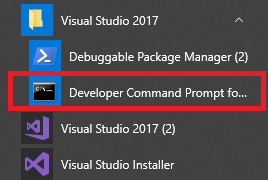 Visual Studio 2017
Debuggable Package Manager (2)
Developer Command Prompt fo...
Visual Studio 2017 (2)
Visual Studio Installer